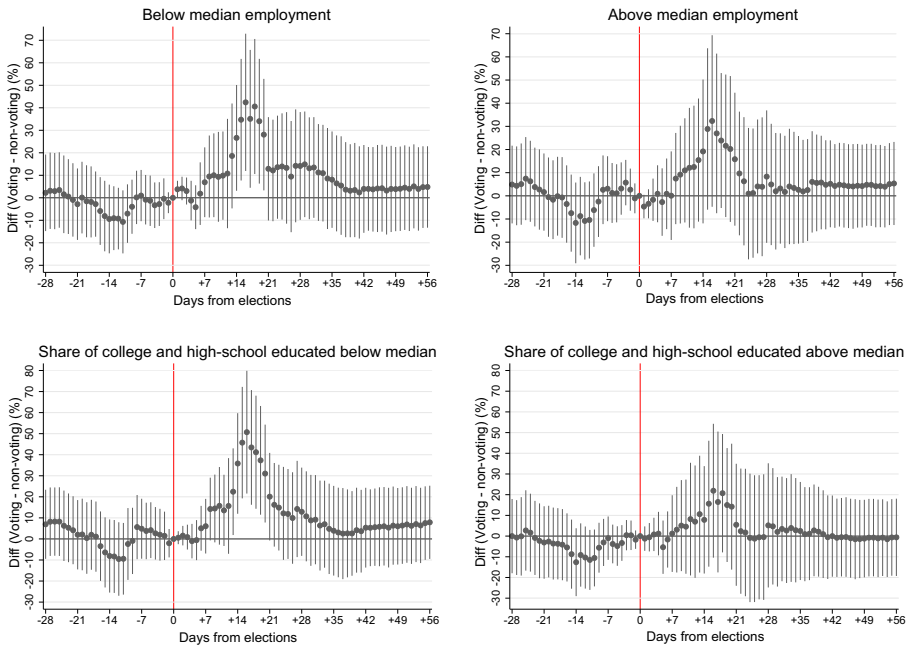 Below median employment
Diff (Voting - non-voting) (%)
70
60
50
40
30
20
10
0
-10
-20
-30
-28 -21 -14 -7 0 +7 +14 +21 +28 +35 +42 +49 +56
Days from elections
Above median employment
Diff (Voting - non-voting) (%)
70
60
50
40
30
20
10
0
-10
-20
-30
-28 -21 -14 -7 0 +7 +14 +21 +28 +35 +42 +49 +56
Days from elections
Share of college and high-school educated below median
Diff (Voting - non-voting) (%)
80
70
60
50
40
30
20
10
0
-10
-20
-30
-28 -21 -14 -7 0 +7 +14 +21 +28 +35 +42 +49 +56
Days from elections
Share of college and high-school educated above median
Diff (Voting - non-voting) (%)
80
70
60
50
40
30
20
10
0
-10
-20
-30
-28 -21 -14 -7 0 +7 +14 +21 +28 +35 +42 +49 +56
Days from elections